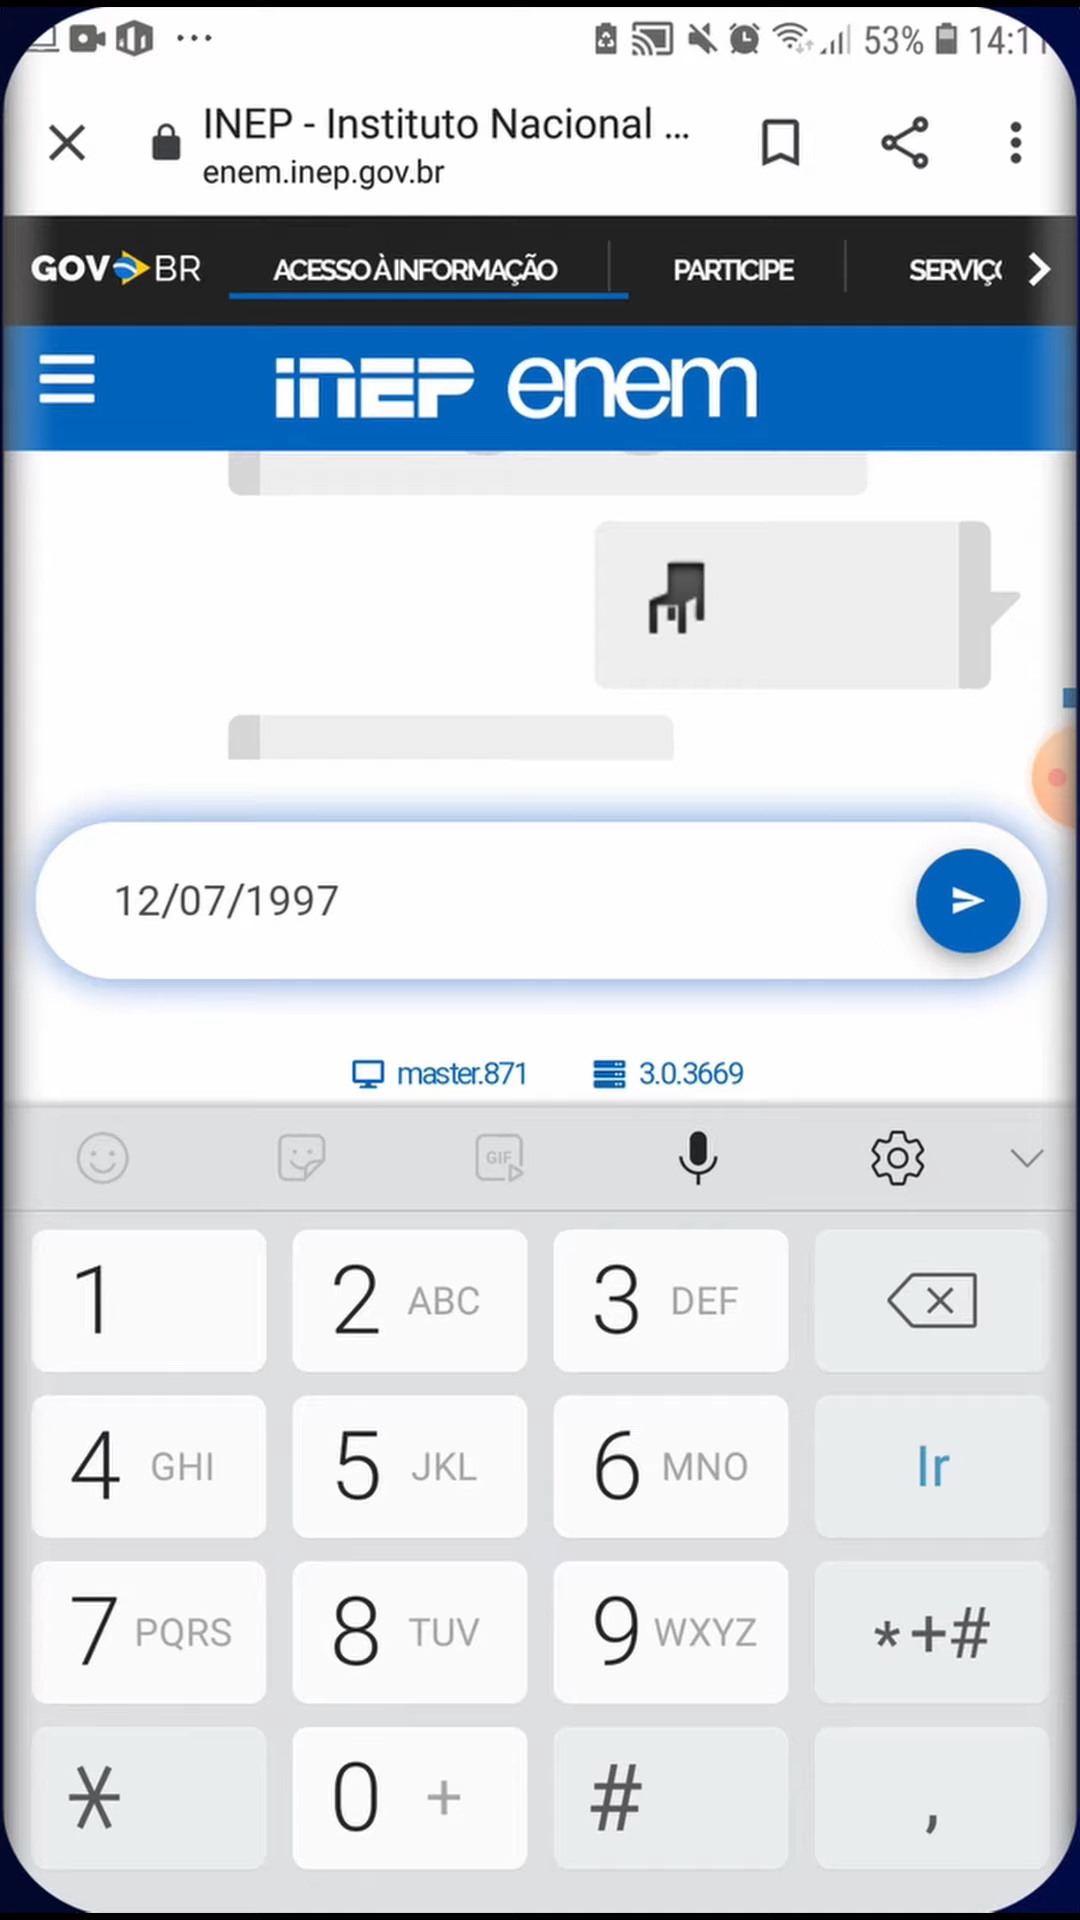 53% 14:11
INEP - Instituto Nacional ...
enem.inep.gov.br
GOV BR ACESSO À INFORMAÇÃO PARTICIPE SERVIÇO
inep enem
12/07/1997
master.871 3.0.3669
GIF
1 2 ABC 3 DEF
4 GHI 5 JKL 6 MNO Ir
7 PQRS 8 TUV 9 WXYZ *+#
* 0 + # ,